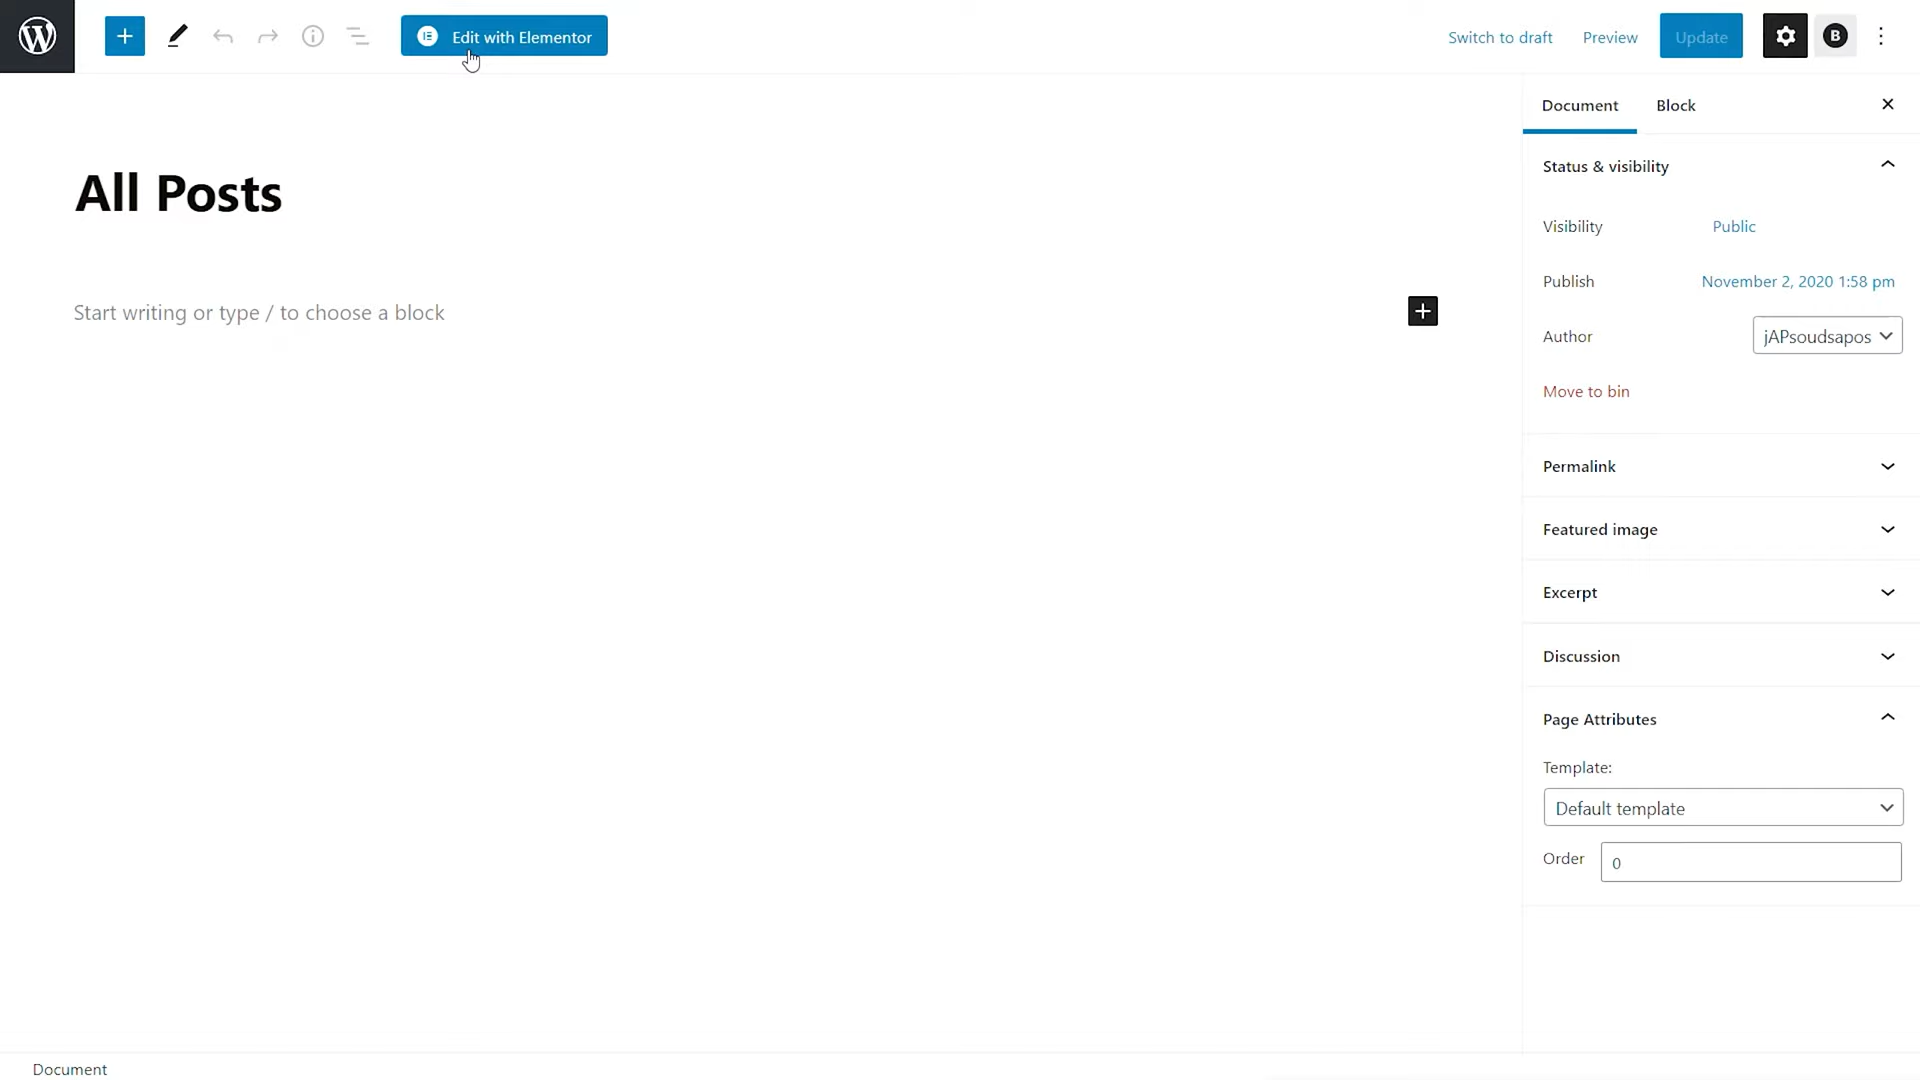 Edit with Elementor
Switch to draft
Preview
Update
B
Document
Block
All Posts
Start writing or type / to choose a block
Status & visibility
Visibility
Public
Publish
November 2, 2020 1:58 pm
Author
jAPsoudsapos
Move to bin
Permalink
Featured image
Excerpt
Discussion
Page Attributes
Template:
Default template
Order
0
Document